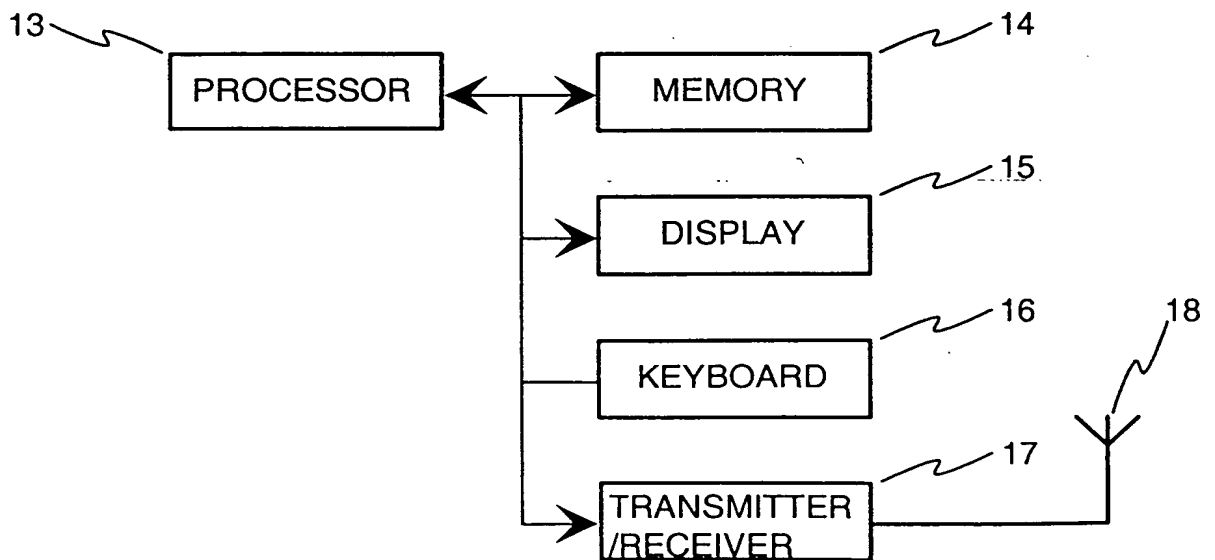 13
PROCESSOR
14
MEMORY
15
DISPLAY
16
KEYBOARD
18
17
TRANSMITTER
/RECEIVER